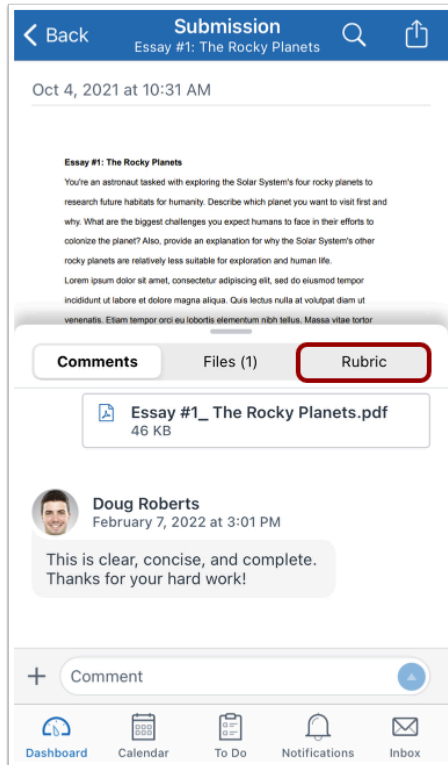 Back
Submission
Essay #1: The Rocky Planets
Oct 4, 2021 at 10:31 AM
Essay #1: The Rocky Planets
You're an astronaut tasked with exploring the Solar System's four rocky planets to
research future habitats for humanity. Describe which planet you want to visit first and
why. What are the biggest challenges you expect humans to face in their efforts to
colonize the planet? Also, provide an explanation for why the Solar System's other
rocky planets are relatively less suitable for exploration and human life.
Lorem ipsum dolor sit amet, consectetur adipiscing elit, sed do eiusmod tempor
incididunt ut labore et dolore magna aliqua. Quis lectus nulla at volutpat diam ut
venenatis. Etiam tempor orci eu lobortis elementum nibh tellus. Massa vitae tortor
Comments Files (1) Rubric
Essay #1_ The Rocky Planets.pdf
46 KB
Doug Roberts
February 7, 2022 at 3:01 PM
This is clear, concise, and complete.
Thanks for your hard work!
Comment
Dashboard Calendar To Do Notifications Inbox